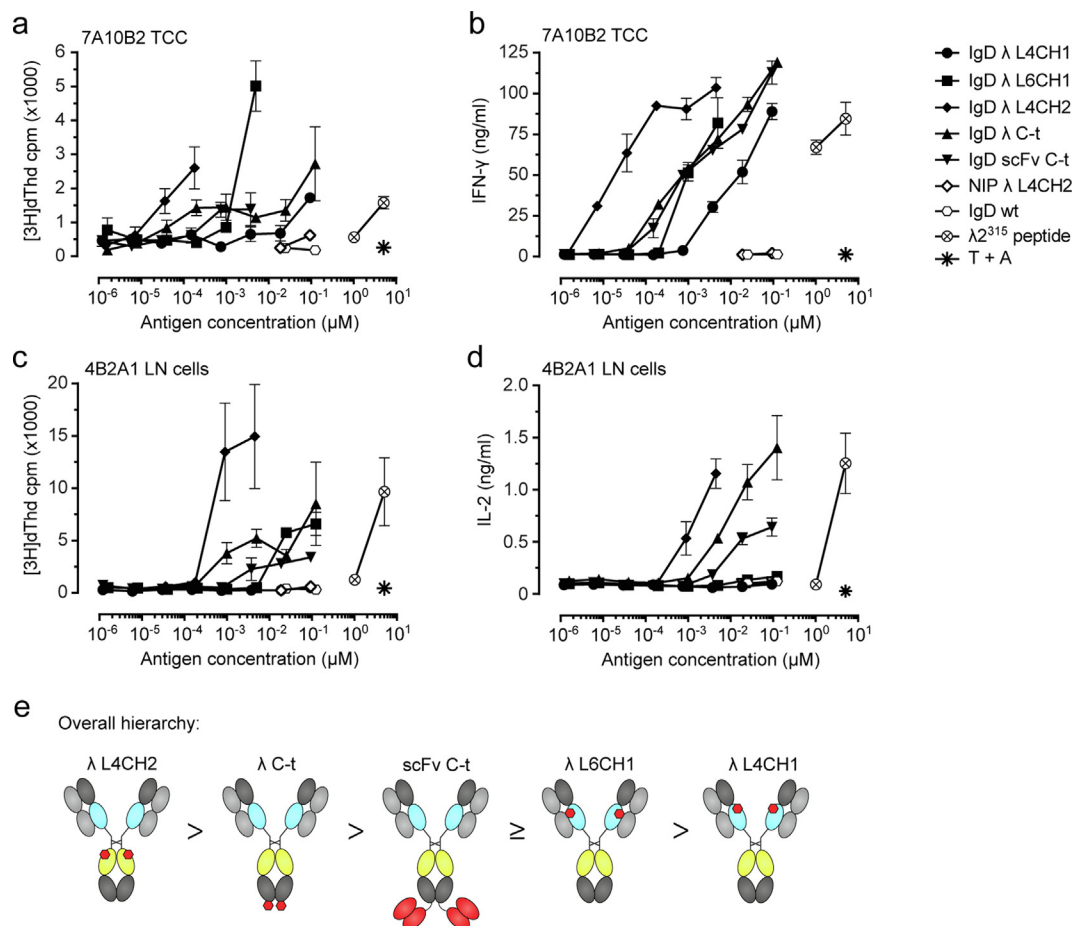 a
7A10B2 TCC
[3H]dThd cpm (x1000)
6
5
4
3
2
1
0
10⁻⁶ 10⁻⁵ 10⁻⁴ 10⁻³ 10⁻² 10⁻¹ 10⁰ 10¹
Antigen concentration (µM)
b
7A10B2 TCC
IFN-γ (ng/ml)
125
100
75
50
25
0
10⁻⁶ 10⁻⁵ 10⁻⁴ 10⁻³ 10⁻² 10⁻¹ 10⁰ 10¹
Antigen concentration (µM)
IgD λ L4CH1
IgD λ L6CH1
IgD λ L4CH2
IgD λ C-t
IgD scFv C-t
NIP λ L4CH2
IgD wt
λ2³¹⁵ peptide
T + A
c
4B2A1 LN cells
[3H]dThd cpm (x1000)
20
15
10
5
0
10⁻⁶ 10⁻⁵ 10⁻⁴ 10⁻³ 10⁻² 10⁻¹ 10⁰ 10¹
Antigen concentration (µM)
d
4B2A1 LN cells
IL-2 (ng/ml)
2.0
1.5
1.0
0.5
0
10⁻⁶ 10⁻⁵ 10⁻⁴ 10⁻³ 10⁻² 10⁻¹ 10⁰ 10¹
Antigen concentration (µM)
e
Overall hierarchy:
λ L4CH2 λ C-t scFv C-t λ L6CH1 λ L4CH1
> > ≥ >